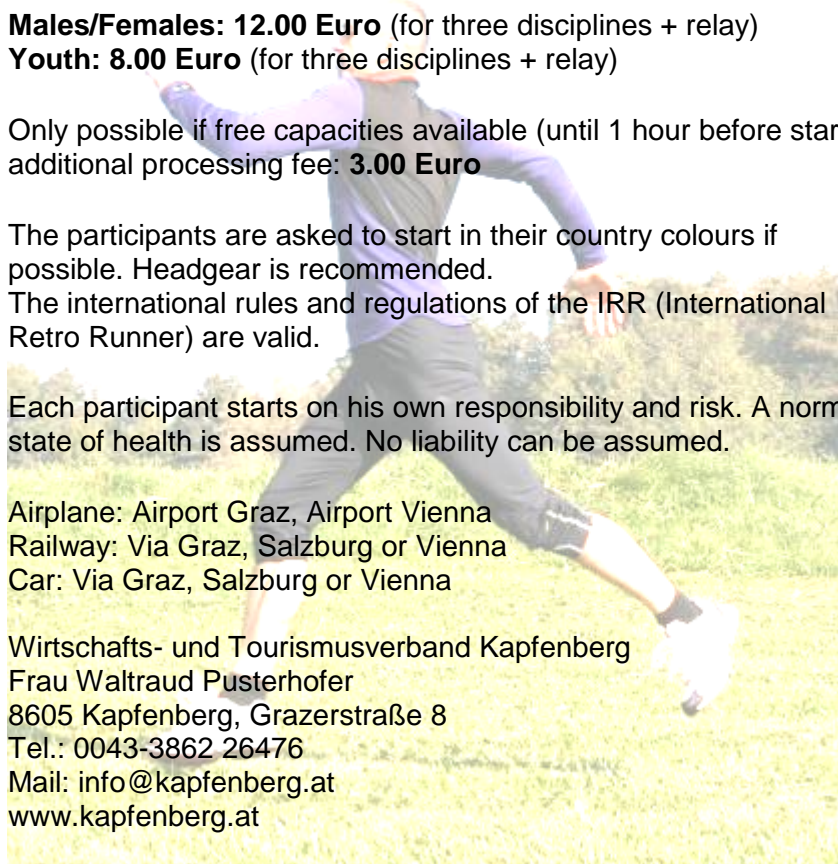 Males/Females: 12.00 Euro (for three disciplines + relay)
Youth: 8.00 Euro (for three disciplines + relay)
Only possible if free capacities available (until 1 hour before star
additional processing fee: 3.00 Euro
The participants are asked to start in their country colours if
possible. Headgear is recommended.
The international rules and regulations of the IRR (International
Retro Runner) are valid.
Each participant starts on his own responsibility and risk. A norm
state of health is assumed. No liability can be assumed.
Airplane: Airport Graz, Airport Vienna
Railway: Via Graz, Salzburg or Vienna
Car: Via Graz, Salzburg or Vienna
Wirtschafts- und Tourismusverband Kapfenberg
Frau Waltraud Pusterhofer
8605 Kapfenberg, Grazerstraße 8
Tel.: 0043-3862 26476
Mail: info@kapfenberg.at
www.kapfenberg.at